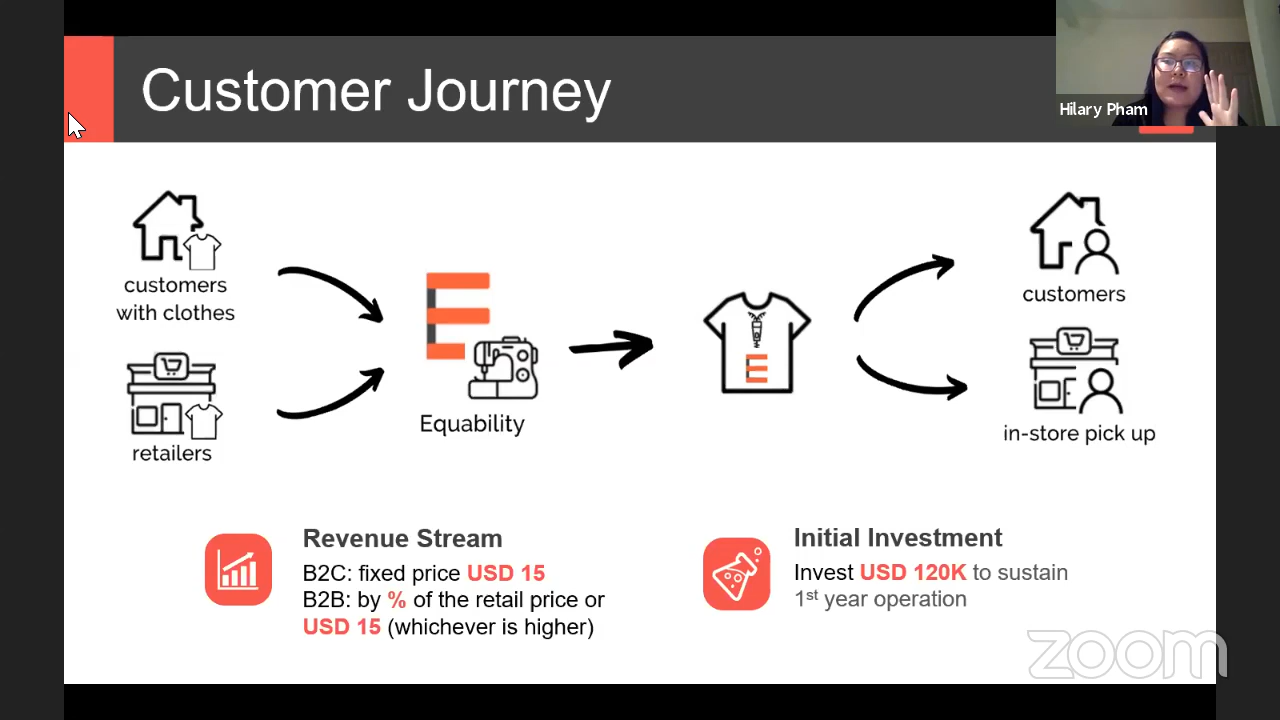 Customer Journey
Hilary Pham
customers
with clothes
retailers
E
Equability
E
customers
in-store pick up
Revenue Stream
B2C: fixed price USD 15
B2B: by % of the retail price or
USD 15 (whichever is higher)
Initial Investment
Invest USD 120K to sustain
1st year operation
zoom